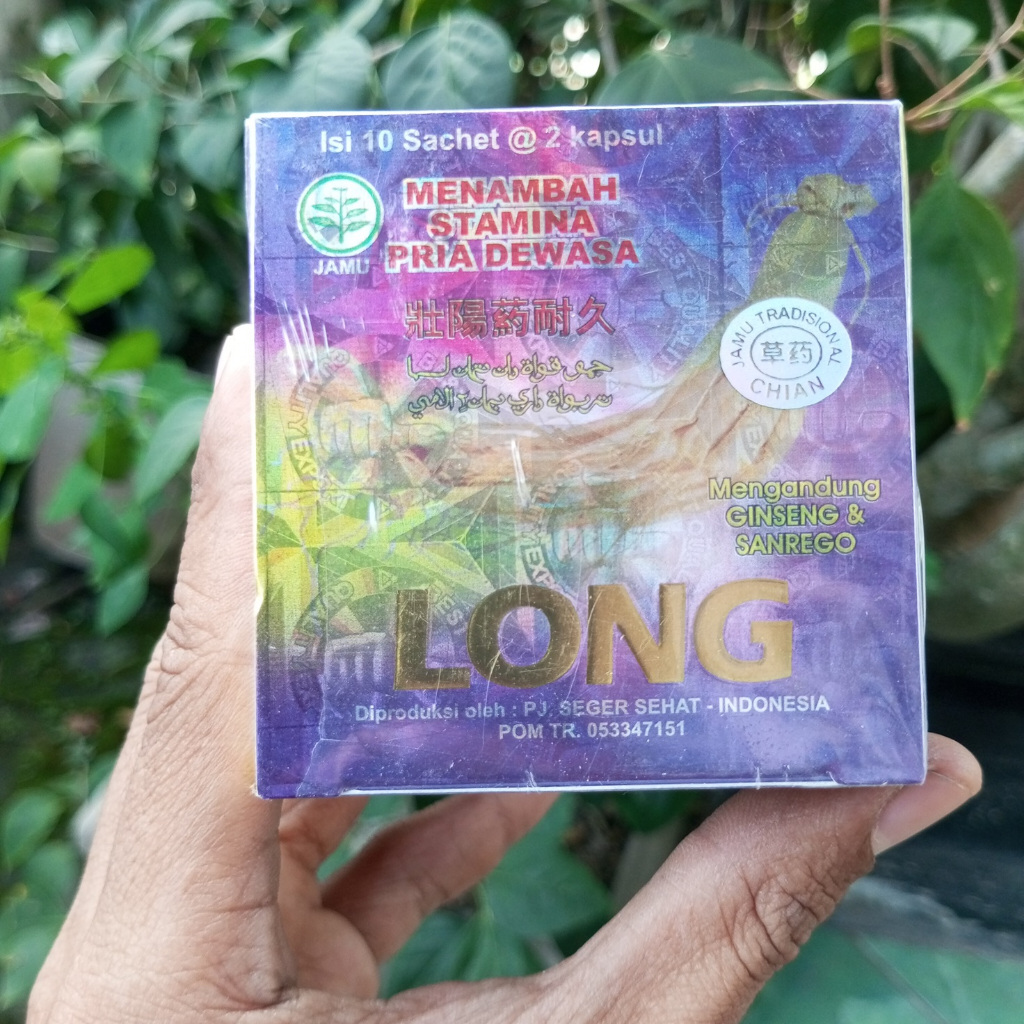 Isi 10 Sachet @ 2 kapsul
JAMU
MENAMBAH
STAMINA
PRIA DEWASA
壯陽葯耐久
JAMU TRADISIONAL
草药
CHIAN
Mengandung
GINSENG &
SANREGO
LONG
Diproduksi oleh : PJ. SEGER SEHAT - INDONESIA
POM TR. 053347151